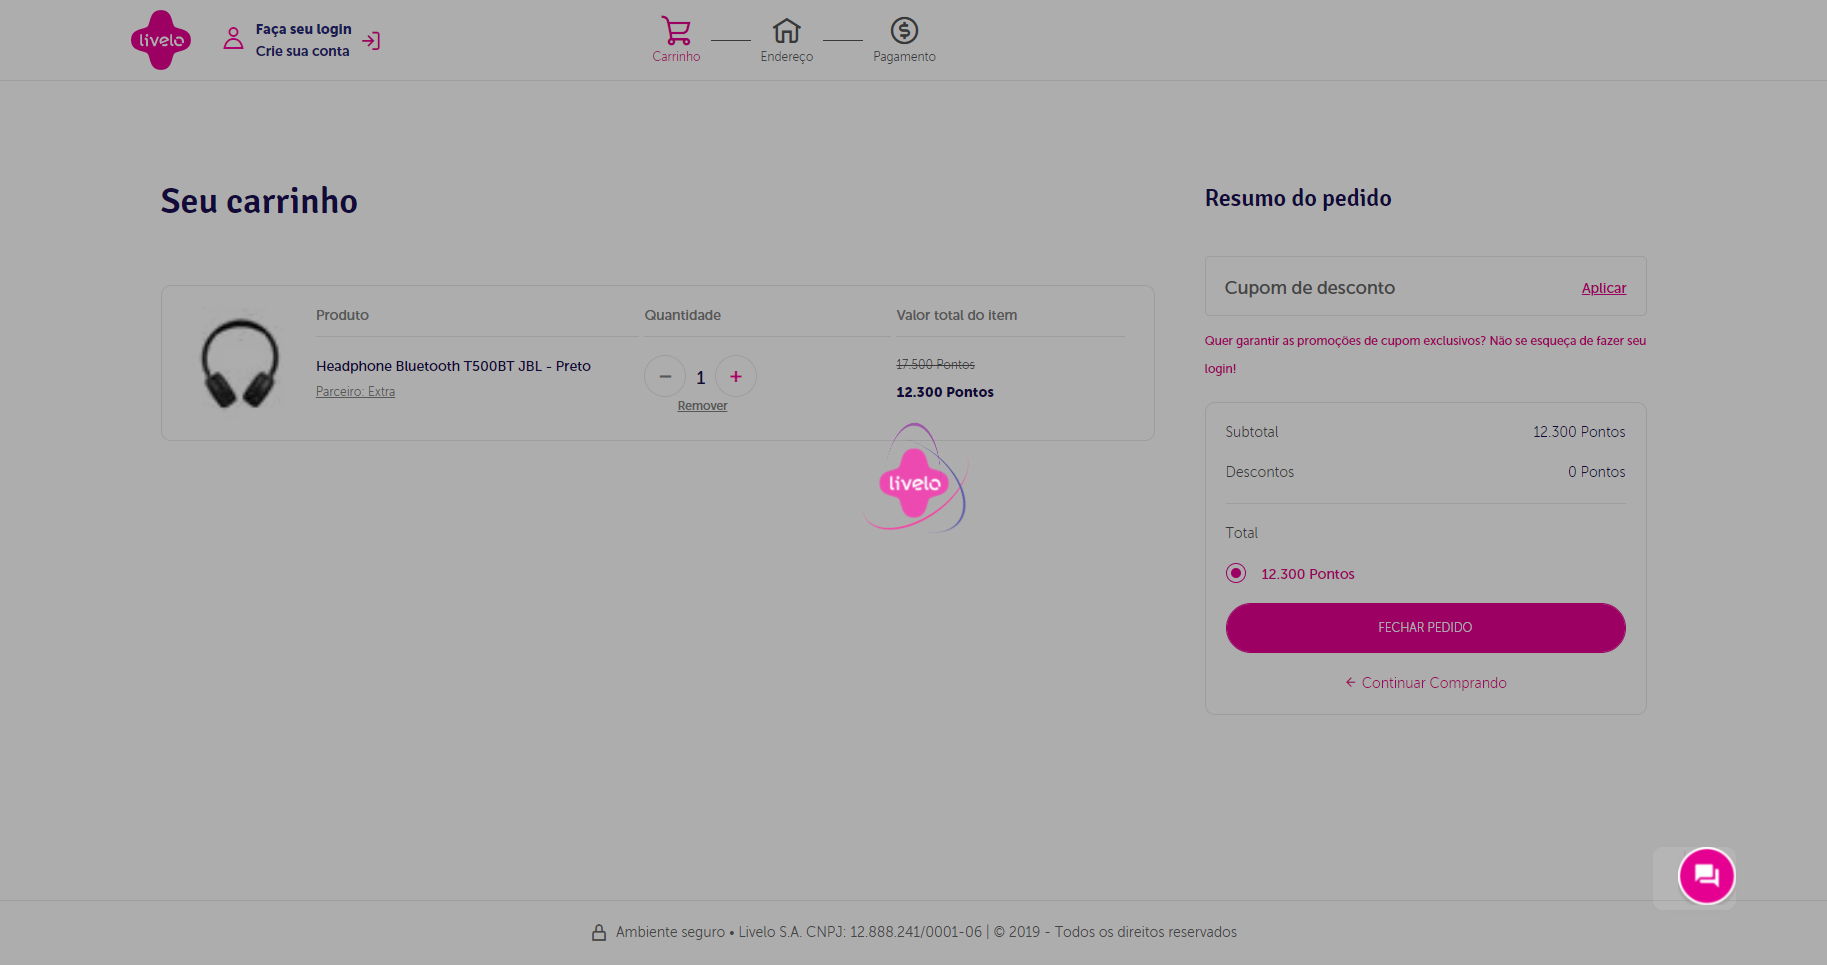 livelo
Faça seu login
Crie sua conta
Carrinho
Endereço
Pagamento
Seu carrinho
Produto
Quantidade
Valor total do item
Headphone Bluetooth T500BT JBL - Preto
Parceiro: Extra
1
Remover
17.500 Pontos
12.300 Pontos
livelo
Resumo do pedido
Cupom de desconto
Aplicar
Quer garantir as promoções de cupom exclusivos? Não se esqueça de fazer seu
login!
Subtotal
12.300 Pontos
Descontos
0 Pontos
Total
12.300 Pontos
FECHAR PEDIDO
Continuar Comprando
Ambiente seguro • Livelo S.A. CNPJ: 12.888.241/0001-06 | © 2019 - Todos os direitos reservados